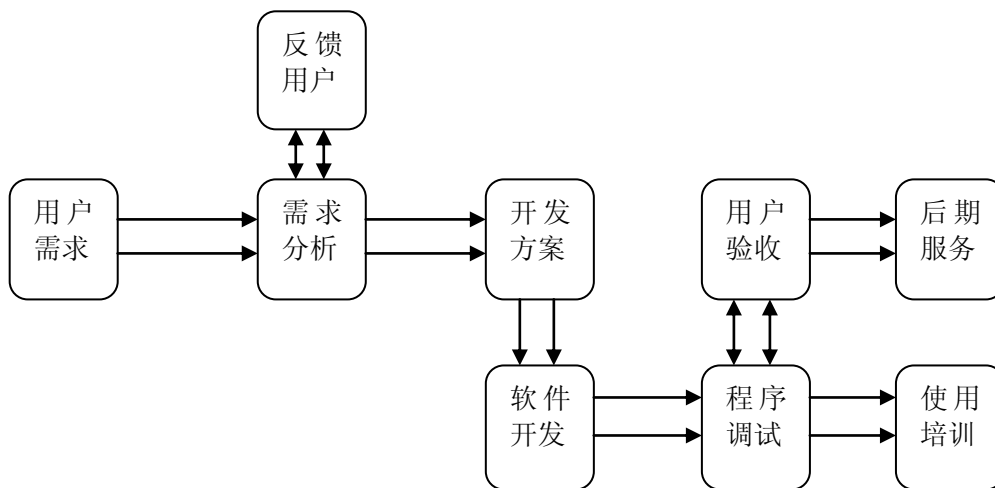 反馈
用户
用户
需求
需求
分析
开发
方案
用户
验收
后期
服务
软件
开发
程序
调试
使用
培训